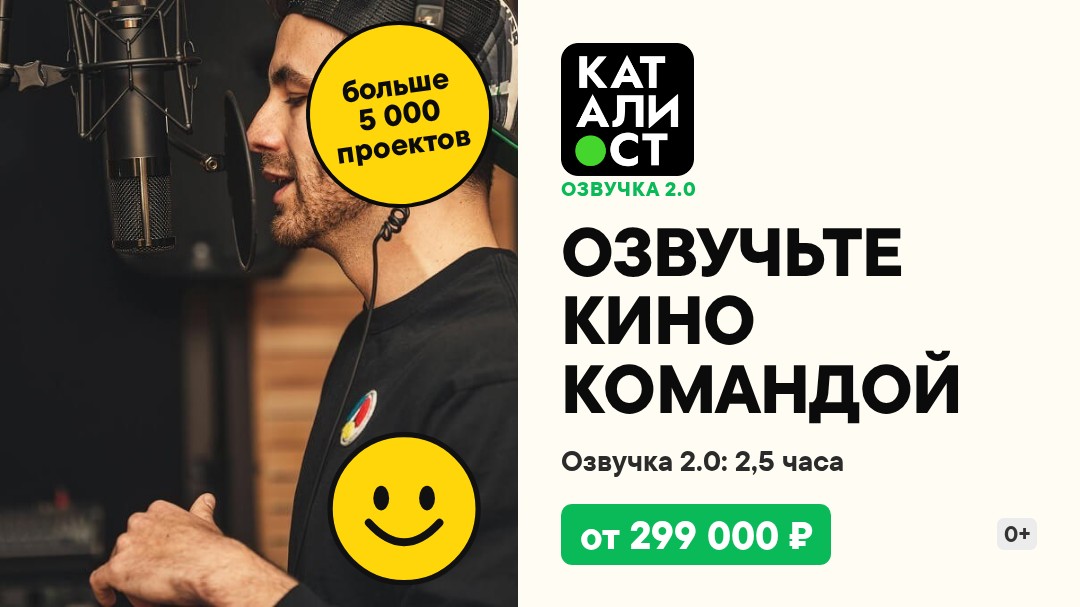 больше
5 000
проектов
КАТ
АЛИ
СТ
ОЗВУЧКА 2.0
ОЗВУЧЬТЕ
КИНО
КОМАНДОЙ
Озвучка 2.0: 2,5 часа
от 299 000 ₽
0+